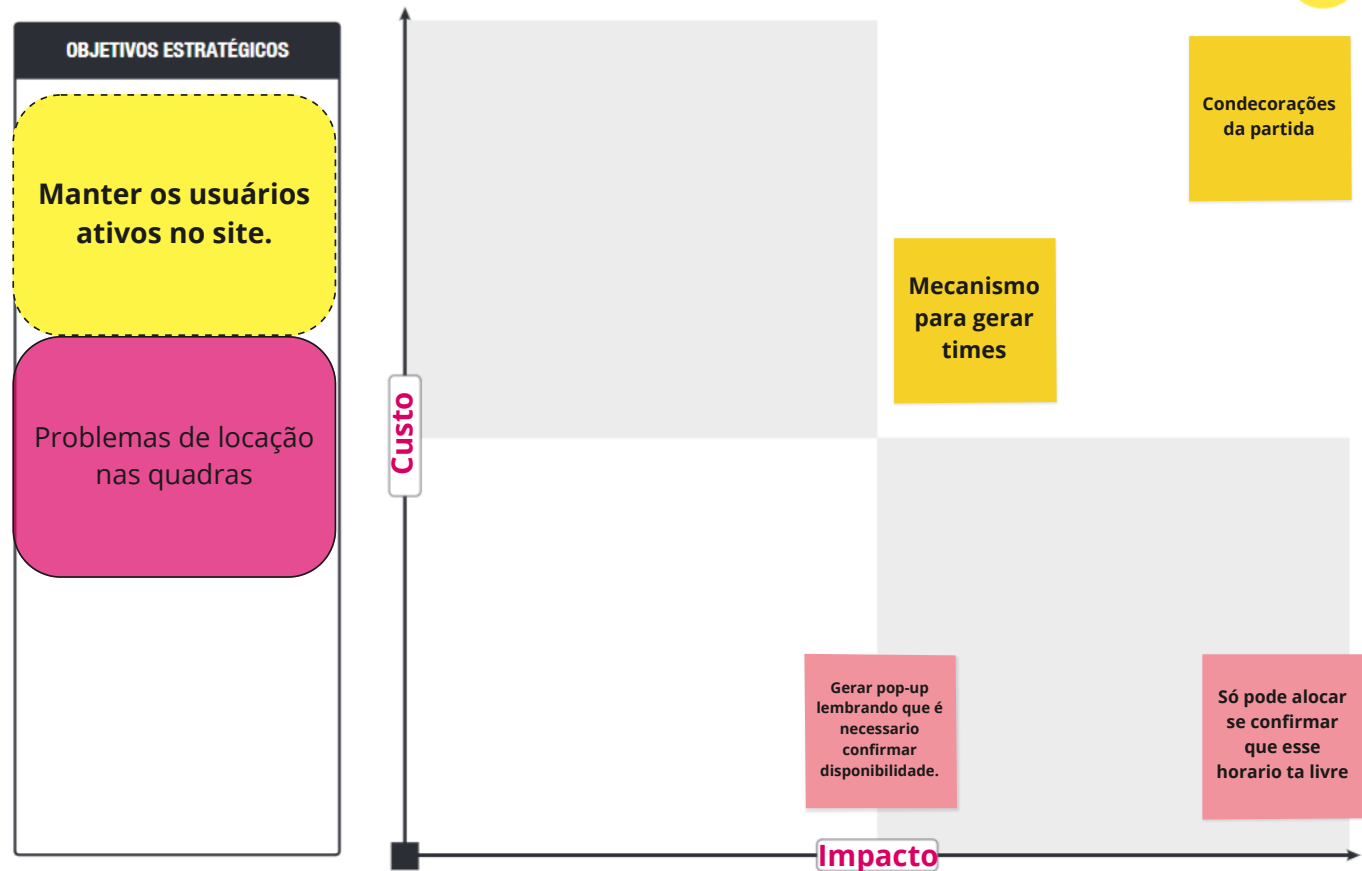 OBJETIVOS ESTRATÉGICOS
Manter os usuários
ativos no site.
Problemas de locação
nas quadras
Custo
Condecorações
da partida
Mecanismo
para gerar
times
Gerar pop-up
lembrando que é
necessario
confirmar
disponibilidade.
Só pode alocar
se confirmar
que esse
horario ta livre
Impacto